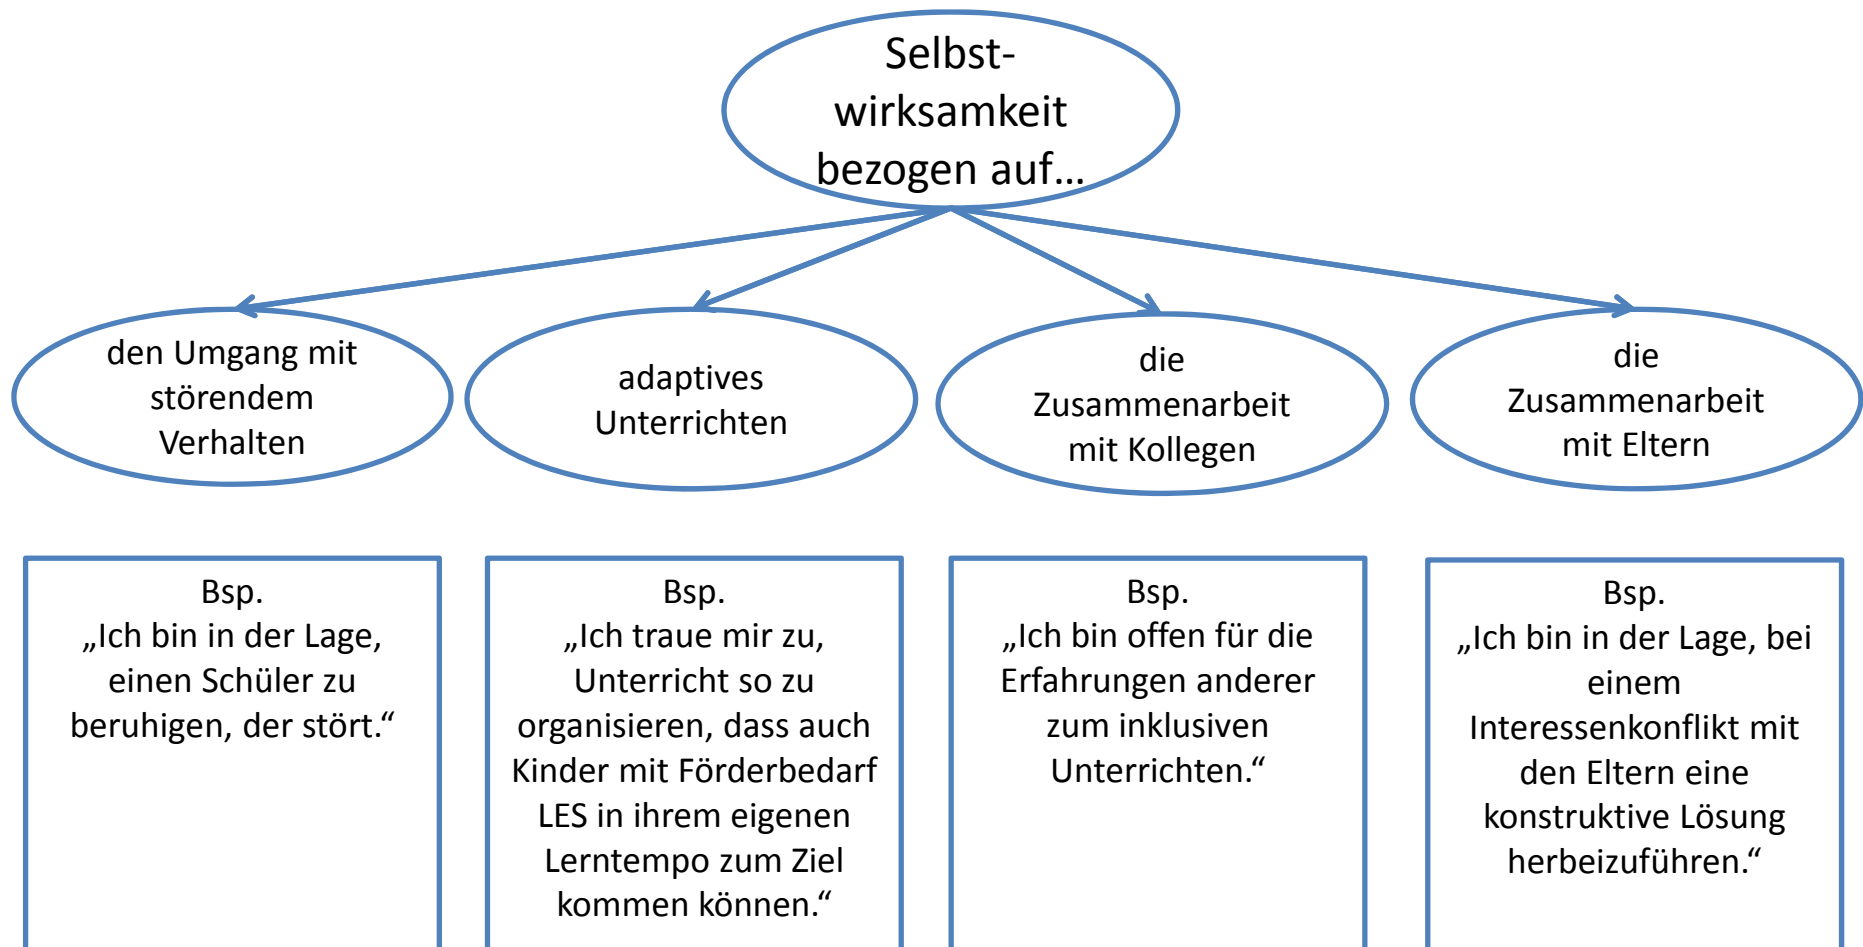 Selbst-
wirksamkeit
bezogen auf…
den Umgang mit
störendem
Verhalten
adaptives
Unterrichten
die
Zusammenarbeit
mit Kollegen
die
Zusammenarbeit
mit Eltern
Bsp.
„Ich bin in der Lage,
einen Schüler zu
beruhigen, der stört.“
Bsp.
„Ich traue mir zu,
Unterricht so zu
organisieren, dass auch
Kinder mit Förderbedarf
LES in ihrem eigenen
Lerntempo zum Ziel
kommen können.“
Bsp.
„Ich bin offen für die
Erfahrungen anderer
zum inklusiven
Unterrichten.“
Bsp.
„Ich bin in der Lage, bei
einem
Interessenkonflikt mit
den Eltern eine
konstruktive Lösung
herbeizuführen.“